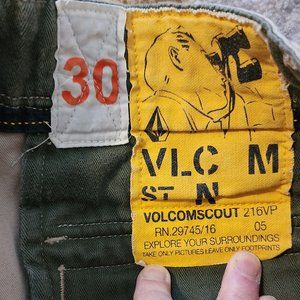 30
VLC M
ST N
VOLCOMSCOUT 216VP
RN.29745/16 05
EXPLORE YOUR SURROUNDINGS
TAKE ONLY PICTURES LEAVE ONLY FOOTPRINTS